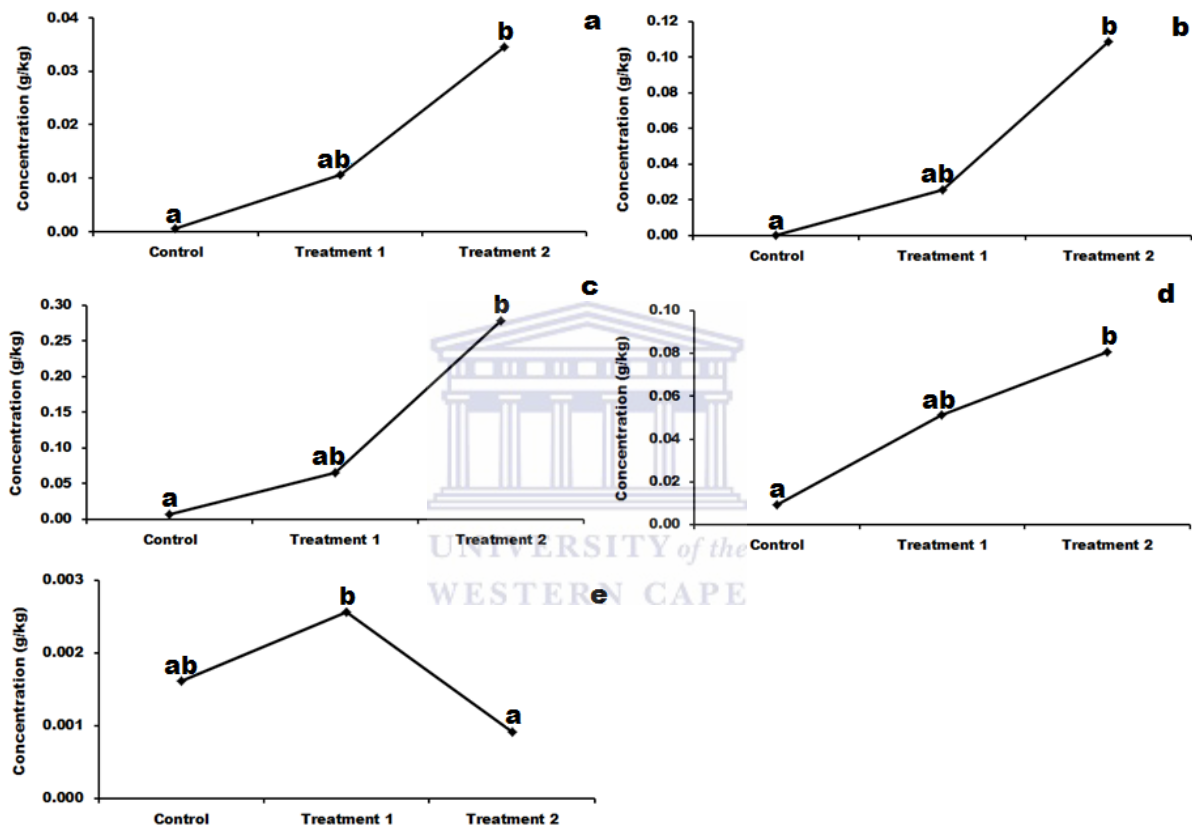 a
Concentration (g/kg)
0.04
0.03
0.02
0.01
0.00
a
ab
b
Control Treatment 1 Treatment 2
b
Concentration (g/kg)
0.12
0.10
0.08
0.06
0.04
0.02
0.00
a
ab
b
Control Treatment 1 Treatment 2
c
Concentration (g/kg)
0.30
0.25
0.20
0.15
0.10
0.05
0.00
a
ab
b
Control Treatment 1 Treatment 2
d
Concentration (g/kg)
0.10
0.08
0.06
0.04
0.02
0.00
a
ab
b
Control Treatment 1 Treatment 2
UNIVERSITY of the
WESTERN CAPE
e
Concentration (g/kg)
0.003
0.002
0.001
0.000
ab
b
a
Control Treatment 1 Treatment 2